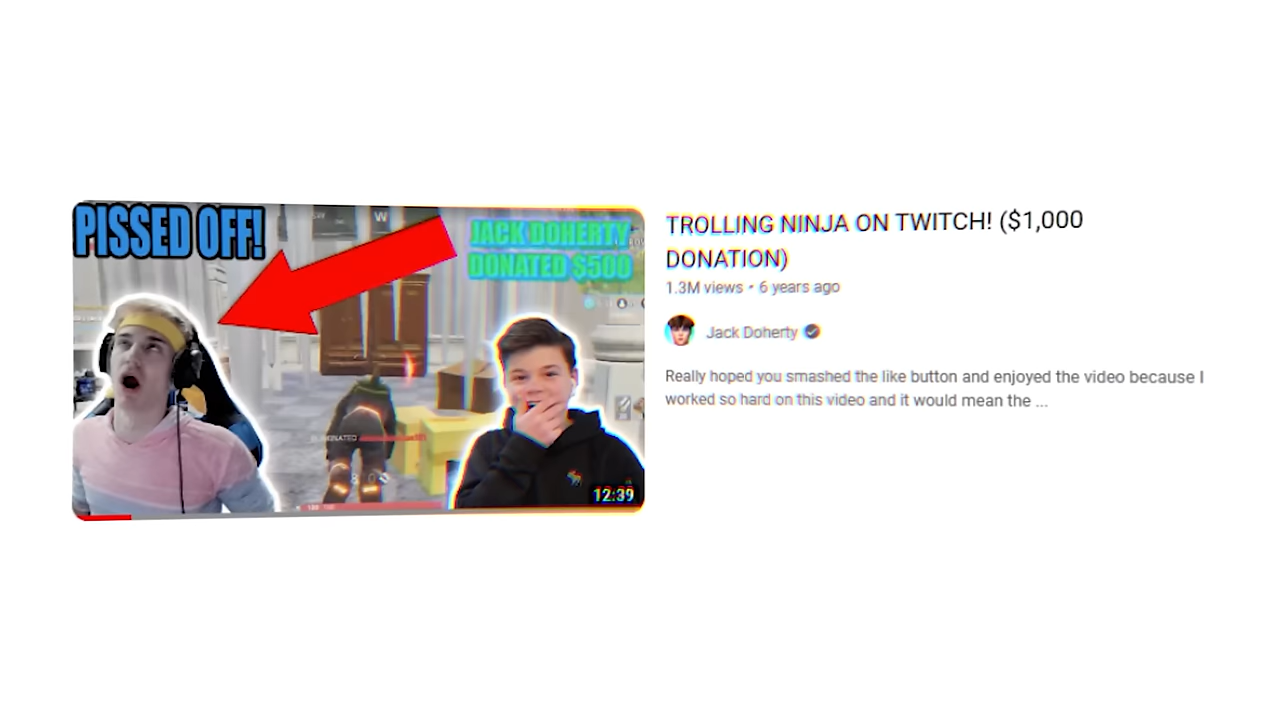 PISSED OFF!
W
JACK DOHERTY
DONATED $500
12:39
TROLLING NINJA ON TWITCH! ($1,000
DONATION)
1.3M views • 6 years ago
Jack Doherty
Really hoped you smashed the like button and enjoyed the video because I
worked so hard on this video and it would mean the ...